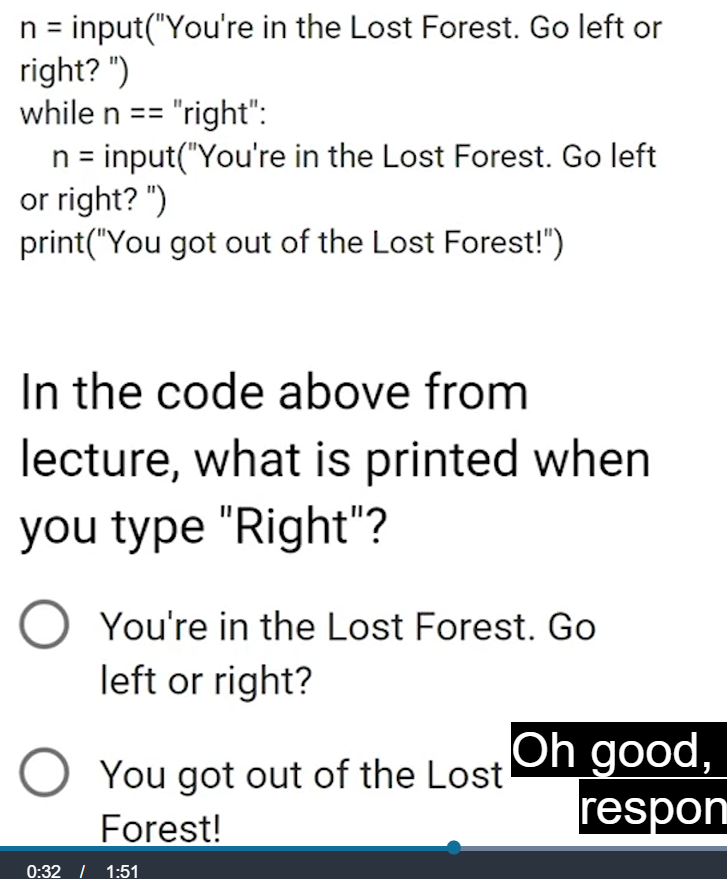 n = input("You're in the Lost Forest. Go left or
right? ")
while n == "right":
    n = input("You're in the Lost Forest. Go left
or right? ")
print("You got out of the Lost Forest!")
In the code above from
lecture, what is printed when
you type "Right"?
You're in the Lost Forest. Go
left or right?
You got out of the Lost
Forest!
Oh good,
respon
0:32 / 1:51